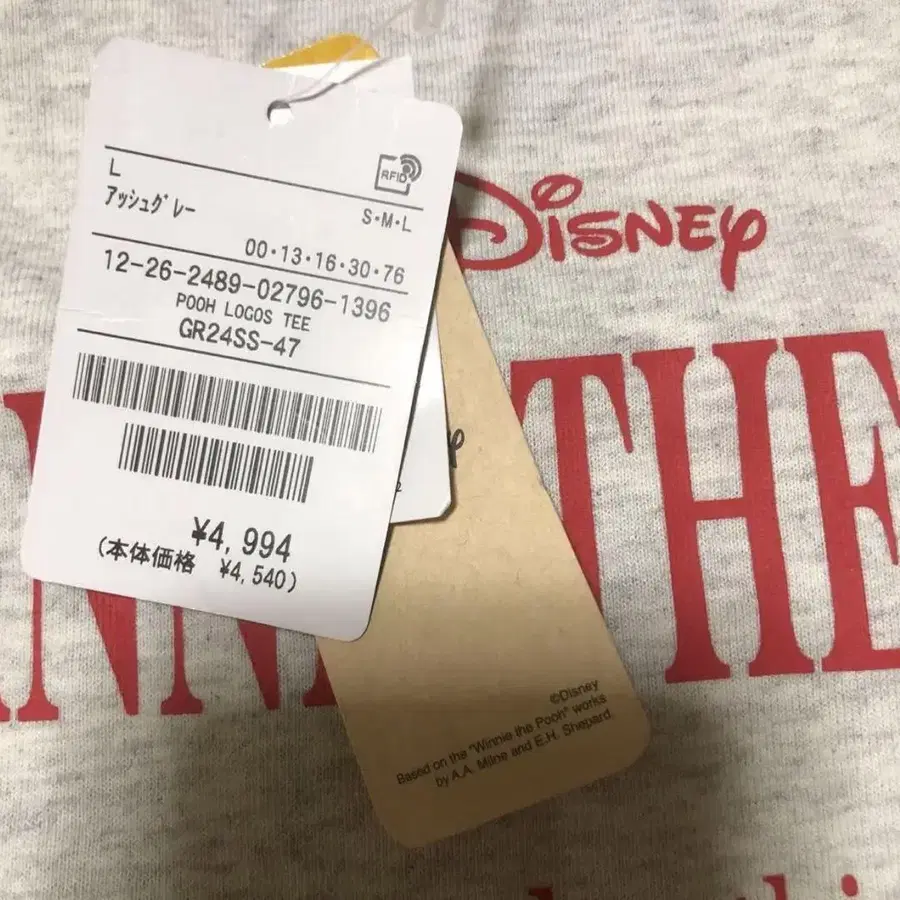 L
RFID
アッシュグレー
S・M・L
00・13・16・30・76
12-26-2489-02796-1396
POOH LOGOS TEE
GR24SS-47
¥4,994
(本体価格 ¥4,540)
Disney
THE
©Disney
Based on the "Winnie the Pooh" works
by A.A. Milne and E.H. Shepard.